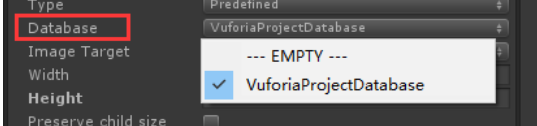 Type Predefined
Database VuforiaProjectDatabase
Image Target
--- EMPTY ---
Width
VuforiaProjectDatabase
Height
Preserve child size